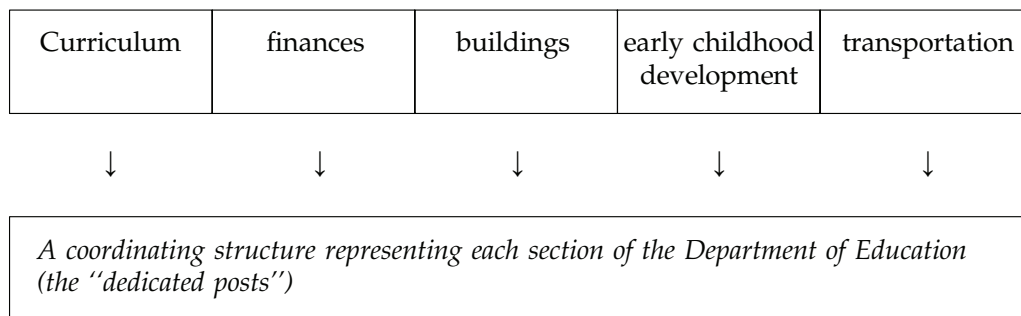 Curriculum
finances
buildings
early childhood
development
transportation
↓ ↓ ↓ ↓ ↓
A coordinating structure representing each section of the Department of Education
(the ''dedicated posts'')